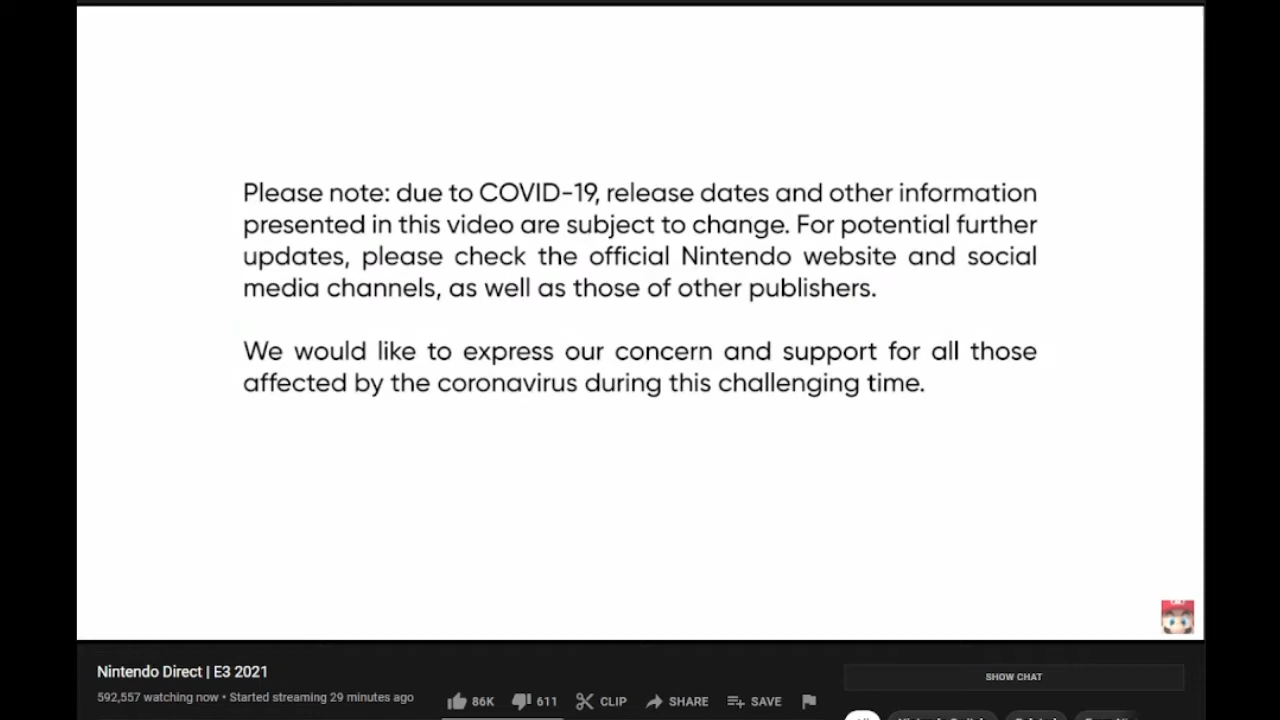 Please note: due to COVID-19, release dates and other information
presented in this video are subject to change. For potential further
updates, please check the official Nintendo website and social
media channels, as well as those of other publishers.
We would like to express our concern and support for all those
affected by the coronavirus during this challenging time.
Nintendo Direct | E3 2021
592,557 watching now • Started streaming 29 minutes ago
86K 611 CLIP SHARE SAVE
SHOW CHAT